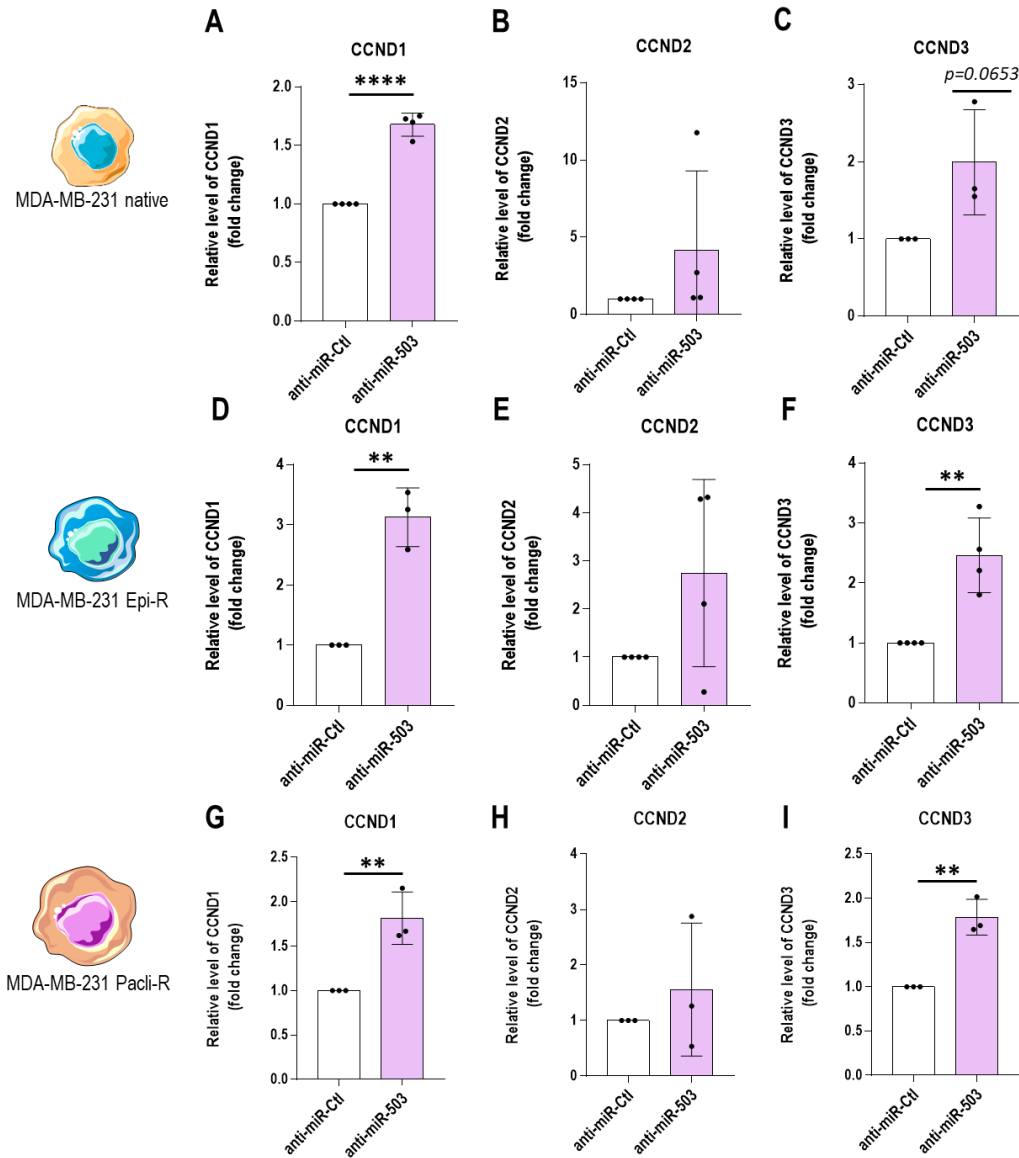 A
B
C
CCND1
CCND2
CCND3
****
p=0.0653
Relative level of CCND1
(fold change)
2.0
1.5
1.0
0.5
0.0
Relative level of CCND2
(fold change)
15
10
5
0
Relative level of CCND3
(fold change)
3
2
1
0
MDA-MB-231 native
anti-miR-Ctl
anti-miR-503
anti-miR-Ctl
anti-miR-503
anti-miR-Ctl
anti-miR-503
D
E
F
CCND1
CCND2
CCND3
**
**
Relative level of CCND1
(fold change)
4
3
2
1
0
Relative level of CCND2
(fold change)
5
4
3
2
1
0
Relative level of CCND3
(fold change)
4
3
2
1
0
MDA-MB-231 Epi-R
anti-miR-Ctl
anti-miR-503
anti-miR-Ctl
anti-miR-503
anti-miR-Ctl
anti-miR-503
G
H
I
CCND1
CCND2
CCND3
**
**
Relative level of CCND1
(fold change)
2.5
2.0
1.5
1.0
0.5
0.0
Relative level of CCND2
(fold change)
4
3
2
1
0
Relative level of CCND3
(fold change)
2.5
2.0
1.5
1.0
0.5
0.0
MDA-MB-231 Pacli-R
anti-miR-Ctl
anti-miR-503
anti-miR-Ctl
anti-miR-503
anti-miR-Ctl
anti-miR-503